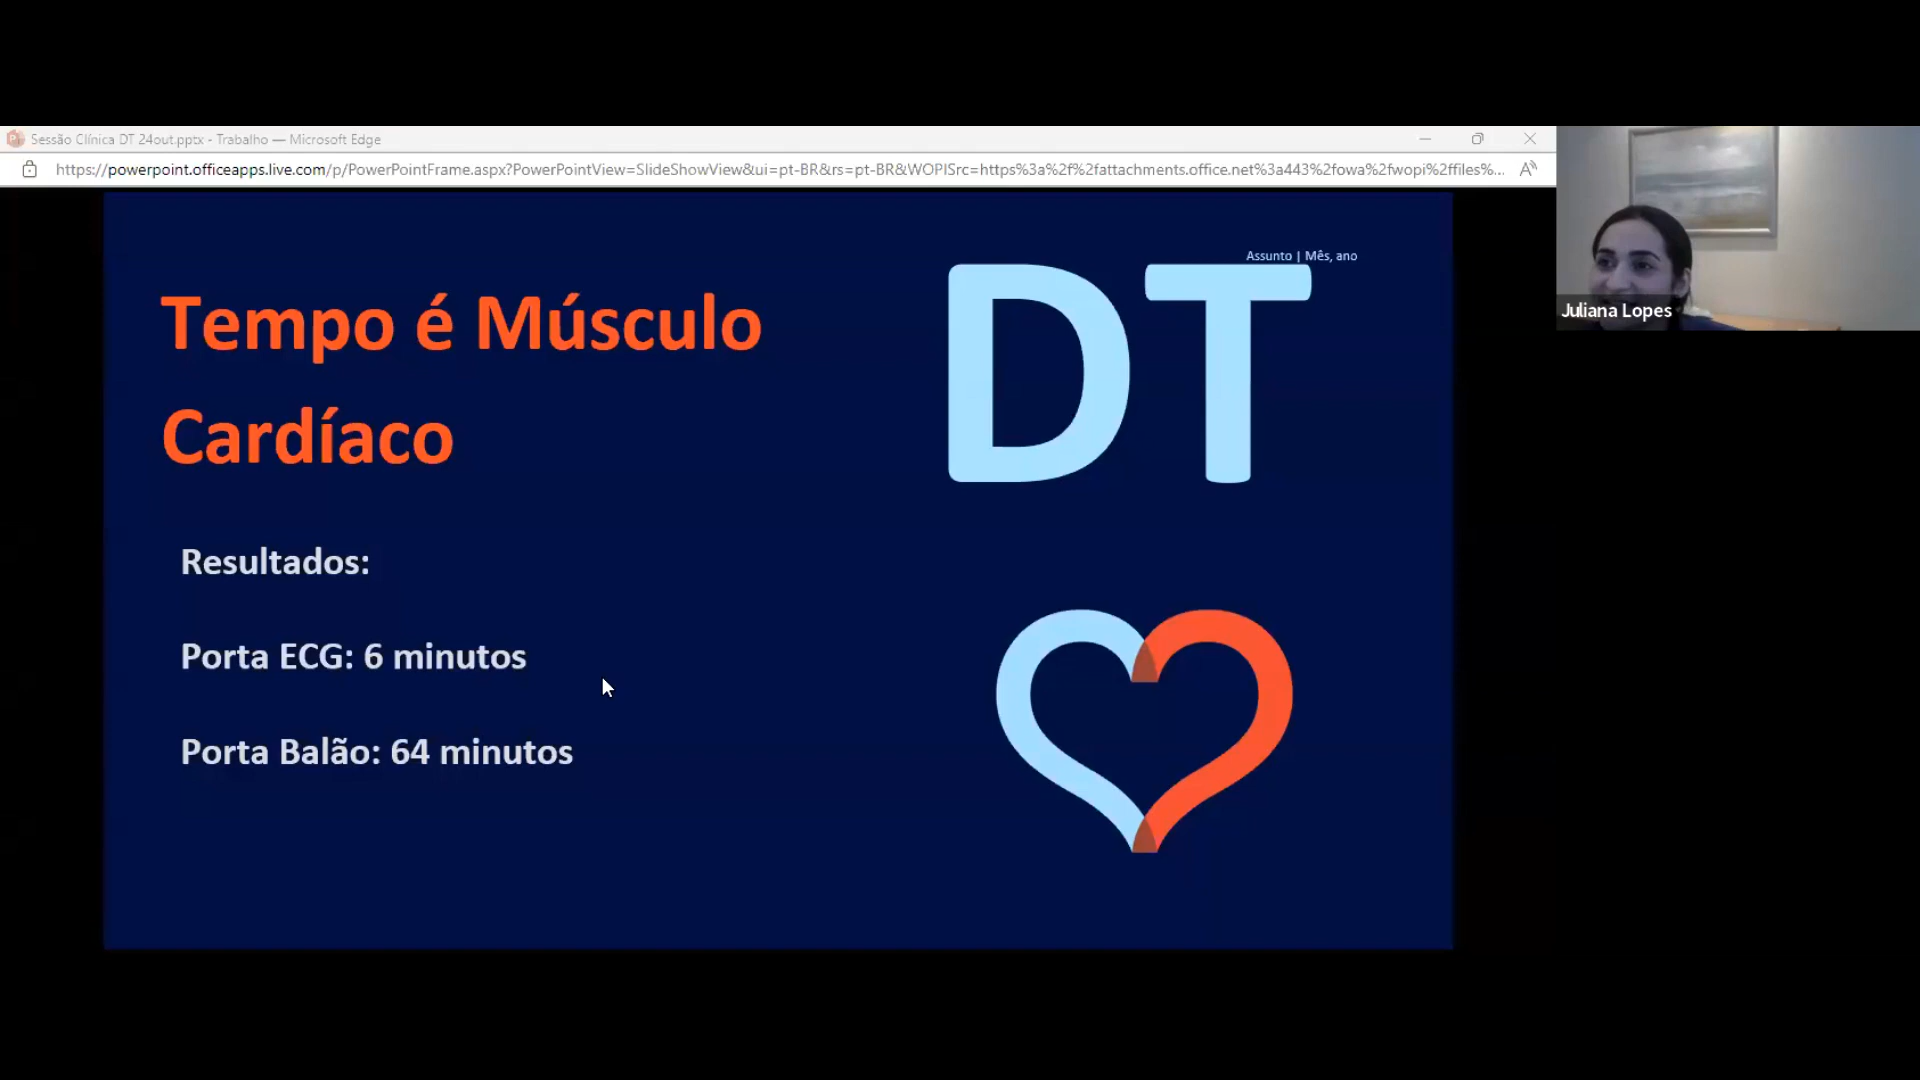 Sessão Clínica DT 24out.pptx - Trabalho — Microsoft Edge
https://powerpoint.officeapps.live.com/p/PowerPointFrame.aspx?PowerPointView=SlideShowView&ui=pt-BR&rs=pt-BR&WOPISrc=https%3a%2f%2fattachments.office.net%3a443%2fowa%2fwopi%2ffiles%...
Assunto | Mês, ano
DT
Tempo é Músculo
Cardíaco
Resultados:
Porta ECG: 6 minutos
Porta Balão: 64 minutos
Juliana Lopes